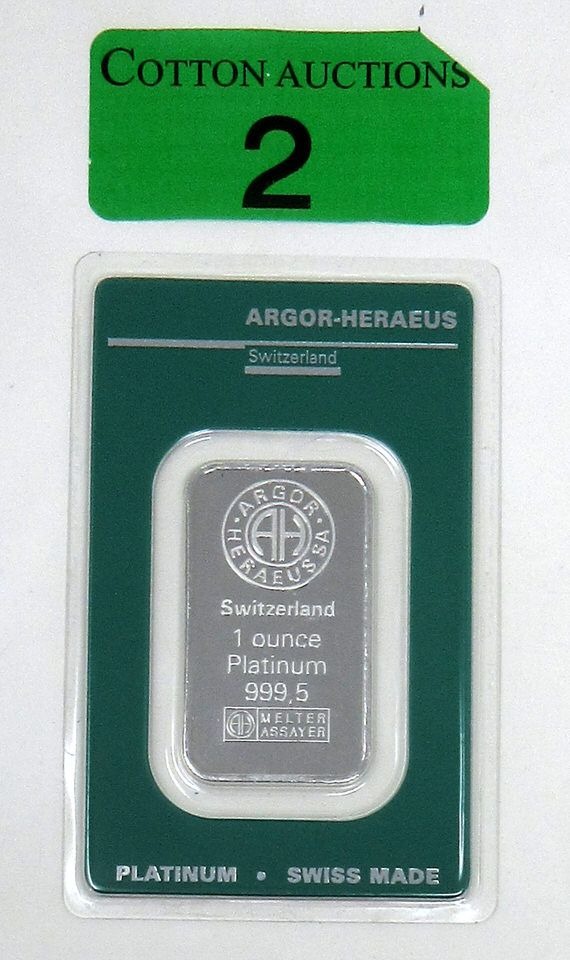 COTTON AUCTIONS
2
ARGOR-HERAEUS
Switzerland
ARGOR
AH
HERAEUS SA
Switzerland
1 ounce
Platinum
999,5
AH MELTER
ASSAYER
PLATINUM • SWISS MADE